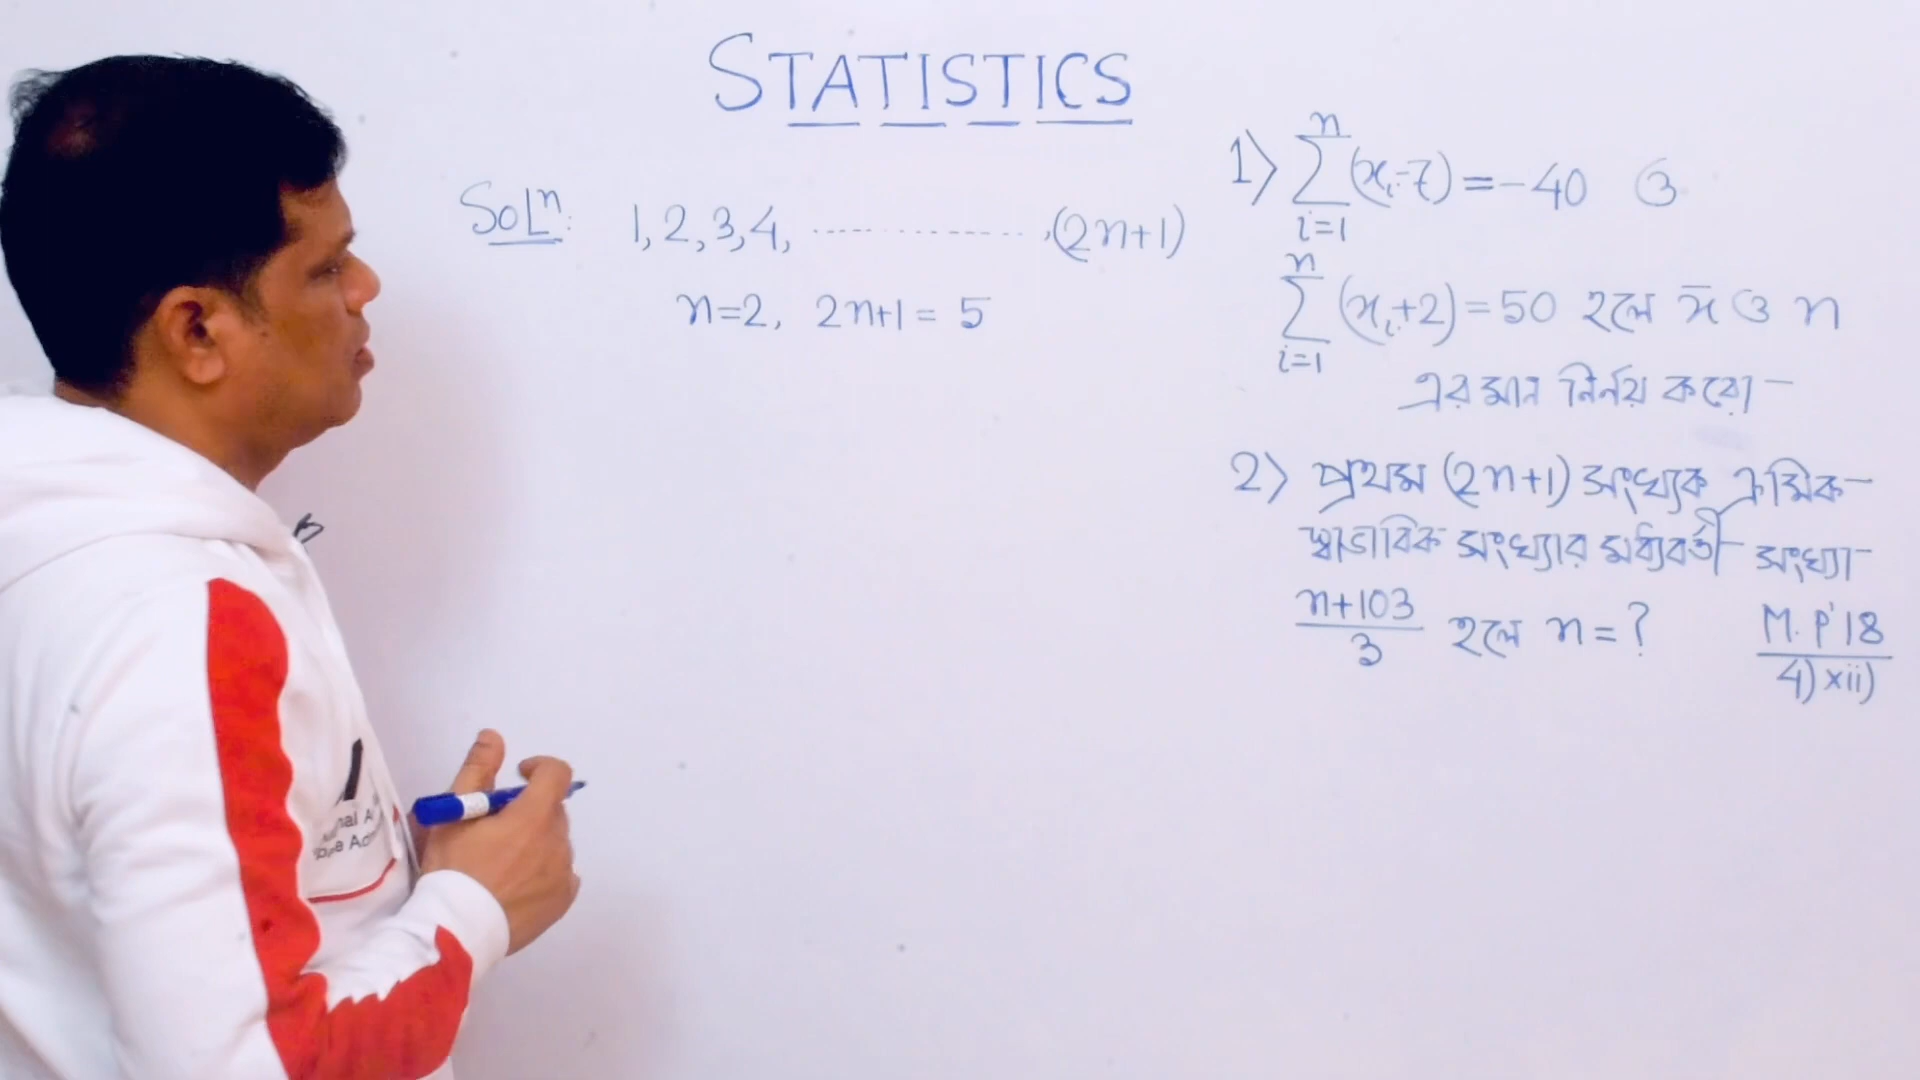 STATISTICS
SoLⁿ: 1, 2, 3, 4, ..............., (2n+1)
n=2, 2n+1 = 5
1) ∑ⁿᵢ₌₁ (xᵢ-7) = -40 ও
∑ⁿᵢ₌₁ (xᵢ+2) = 50 হলে x̄ ও n
এর মান নির্ণয় করো
2) প্রথম (2n+1) সংখ্যক ক্রমিক
স্বাভাবিক সংখ্যার মধ্যবর্তী সংখ্যা
(n+103)/3 হলে n = ?
M.P'18
4) xii)